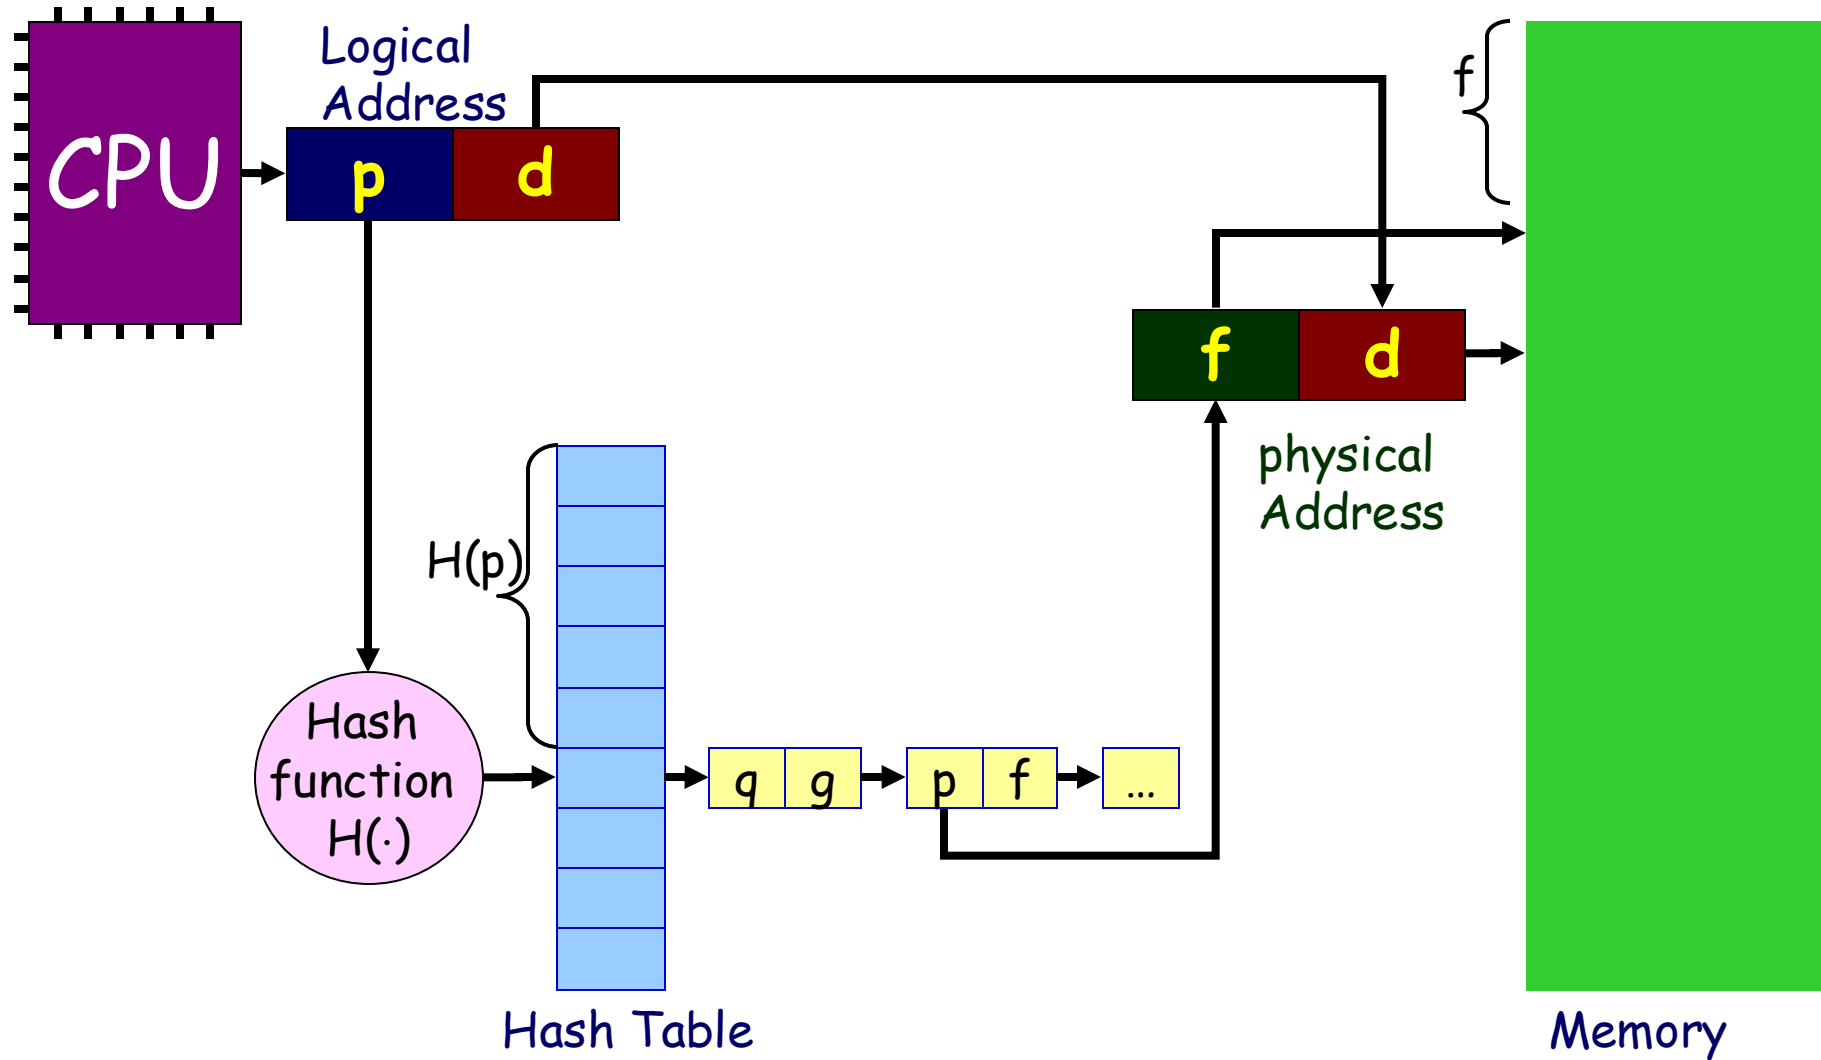 CPU
Logical
Address
p d
f
f d
physical
Address
H(p)
Hash
function
H(·)
q g p f ...
Hash Table
Memory